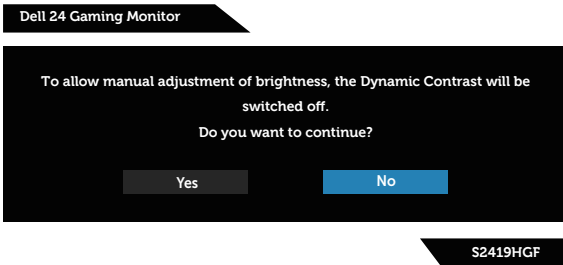 Dell 24 Gaming Monitor
To allow manual adjustment of brightness, the Dynamic Contrast will be
switched off.
Do you want to continue?
Yes
No
S2419HGF